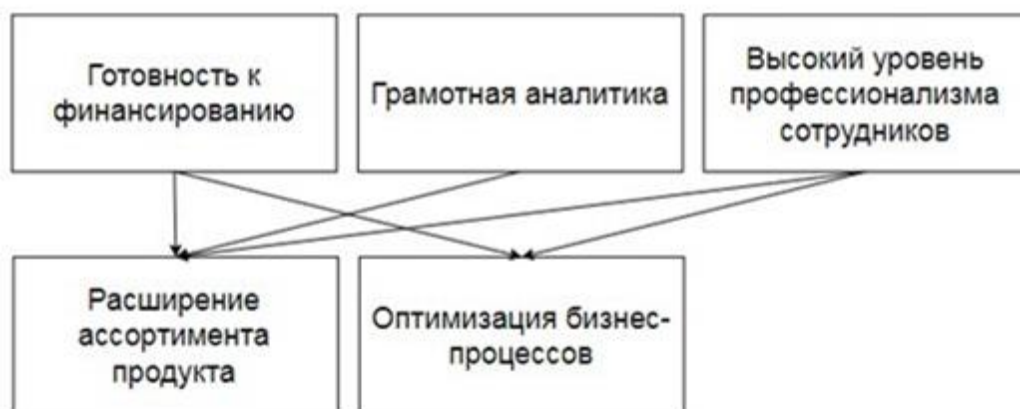 Готовность к
финансированию
Грамотная аналитика
Высокий уровень
профессионализма
сотрудников
Расширение
ассортимента
продукта
Оптимизация бизнес-
процессов